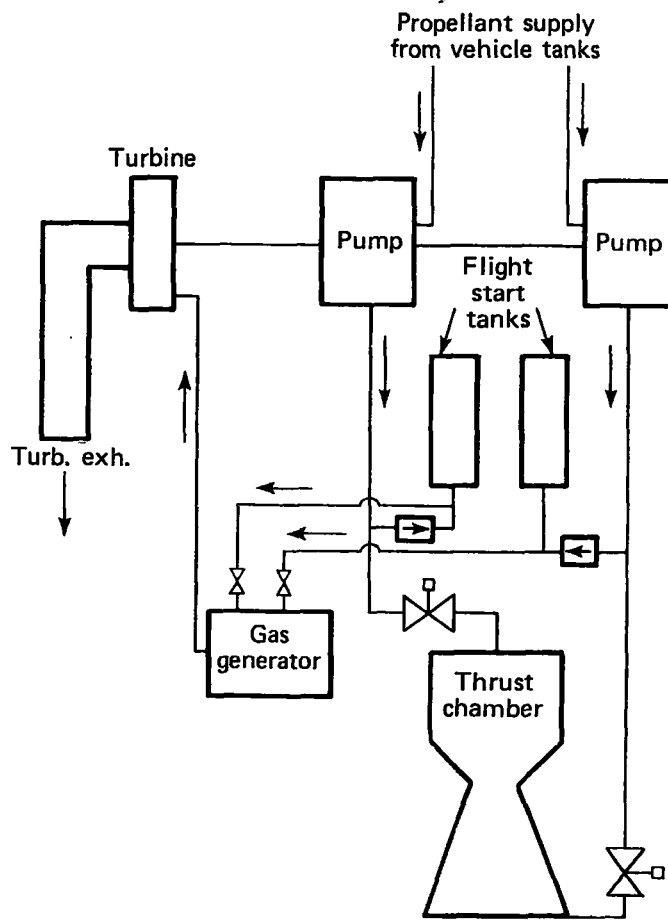 Propellant supply
from vehicle tanks
Turbine
Pump
Pump
Flight
start
tanks
Turb. exh.
Gas
generator
Thrust
chamber